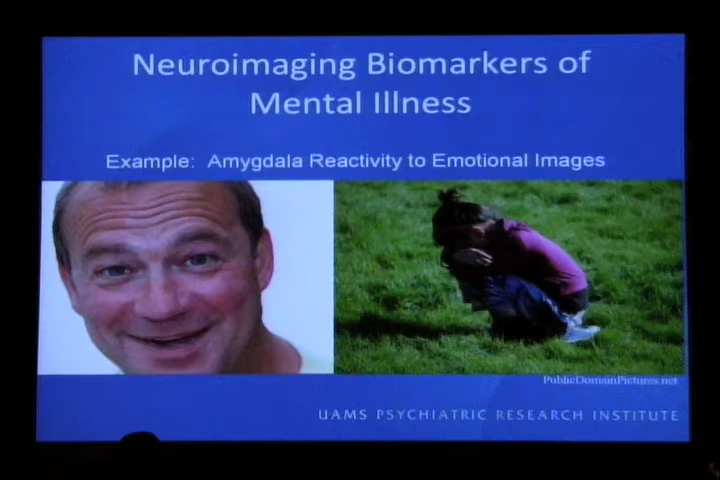 Neuroimaging Biomarkers of
Mental Illness
Example: Amygdala Reactivity to Emotional Images
PublicDomainPictures.net
UAMS PSYCHIATRIC RESEARCH INSTITUTE